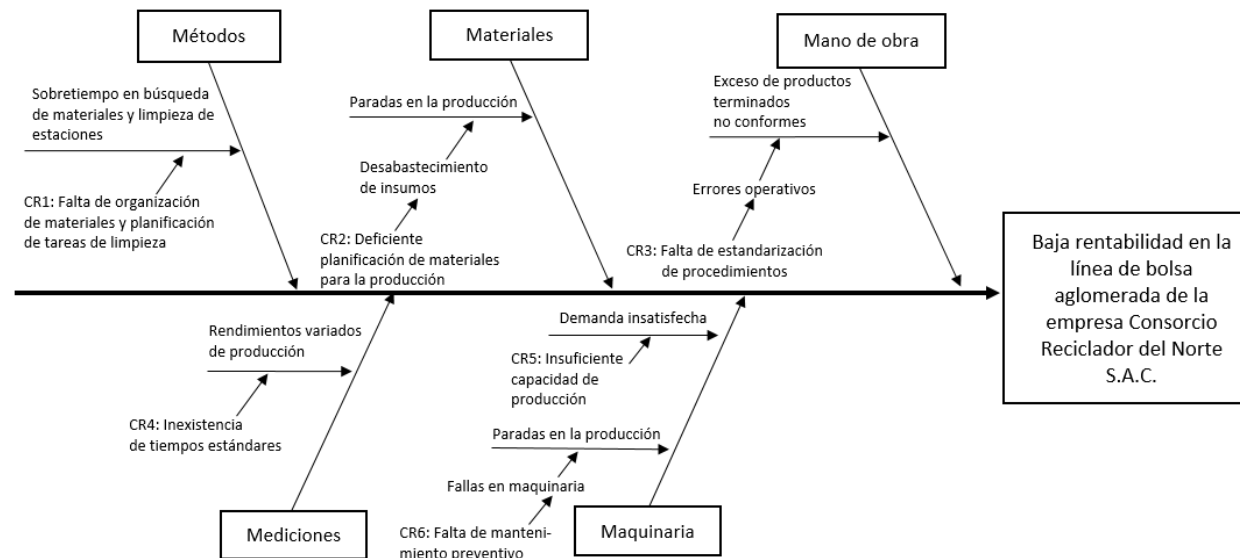 Métodos
Materiales
Mano de obra
Sobretiempo en búsqueda
de materiales y limpieza de
estaciones
CR1: Falta de organización
de materiales y planificación
de tareas de limpieza
Paradas en la producción
Desabastecimiento
de insumos
CR2: Deficiente
planificación de materiales
para la producción
Exceso de productos
terminados
no conformes
Errores operativos
CR3: Falta de estandarización
de procedimientos
Baja rentabilidad en la
línea de bolsa
aglomerada de la
empresa Consorcio
Reciclador del Norte
S.A.C.
Rendimientos variados
de producción
CR4: Inexistencia
de tiempos estándares
Demanda insatisfecha
CR5: Insuficiente
capacidad de
producción
Paradas en la producción
Fallas en maquinaria
CR6: Falta de manteni-
miento preventivo
Mediciones
Maquinaria